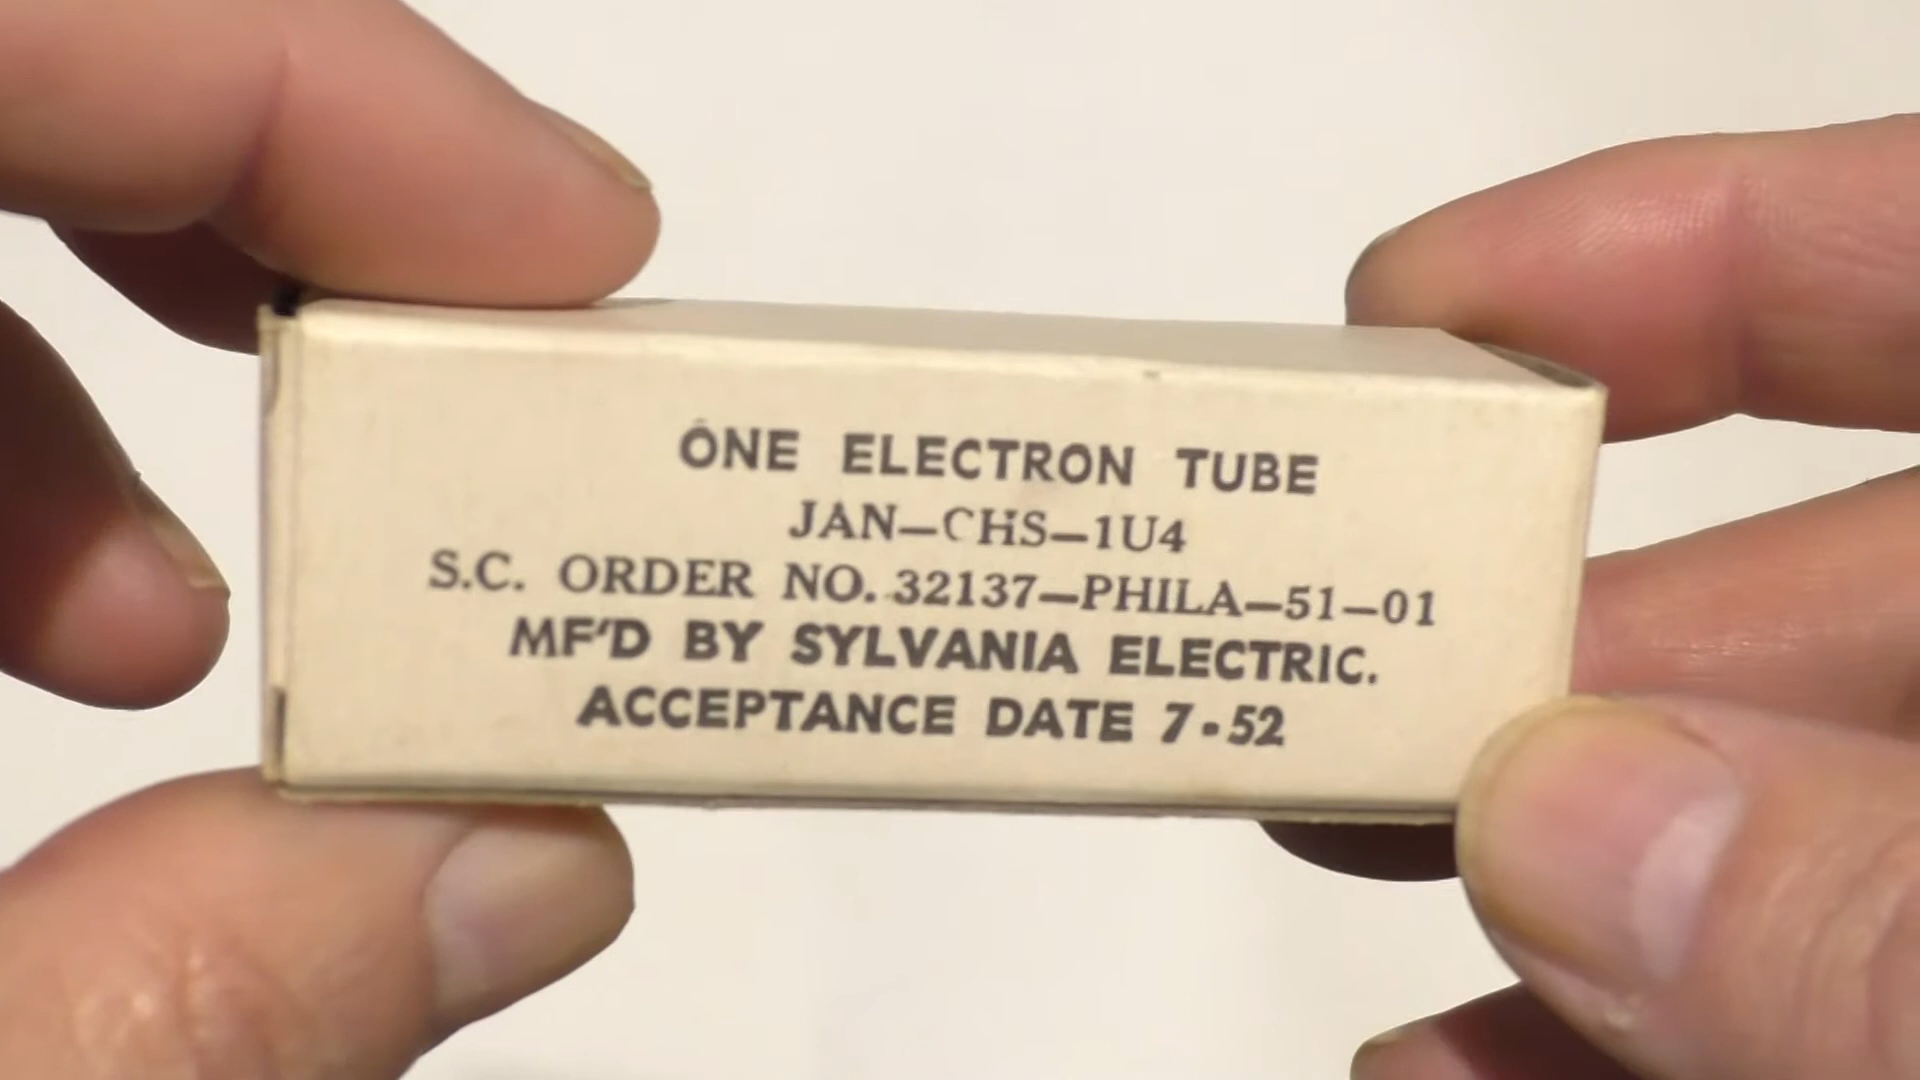 ONE ELECTRON TUBE
JAN—CHS—1U4
S.C. ORDER NO. 32137—PHILA—51—01
MF'D BY SYLVANIA ELECTRIC.
ACCEPTANCE DATE 7-52